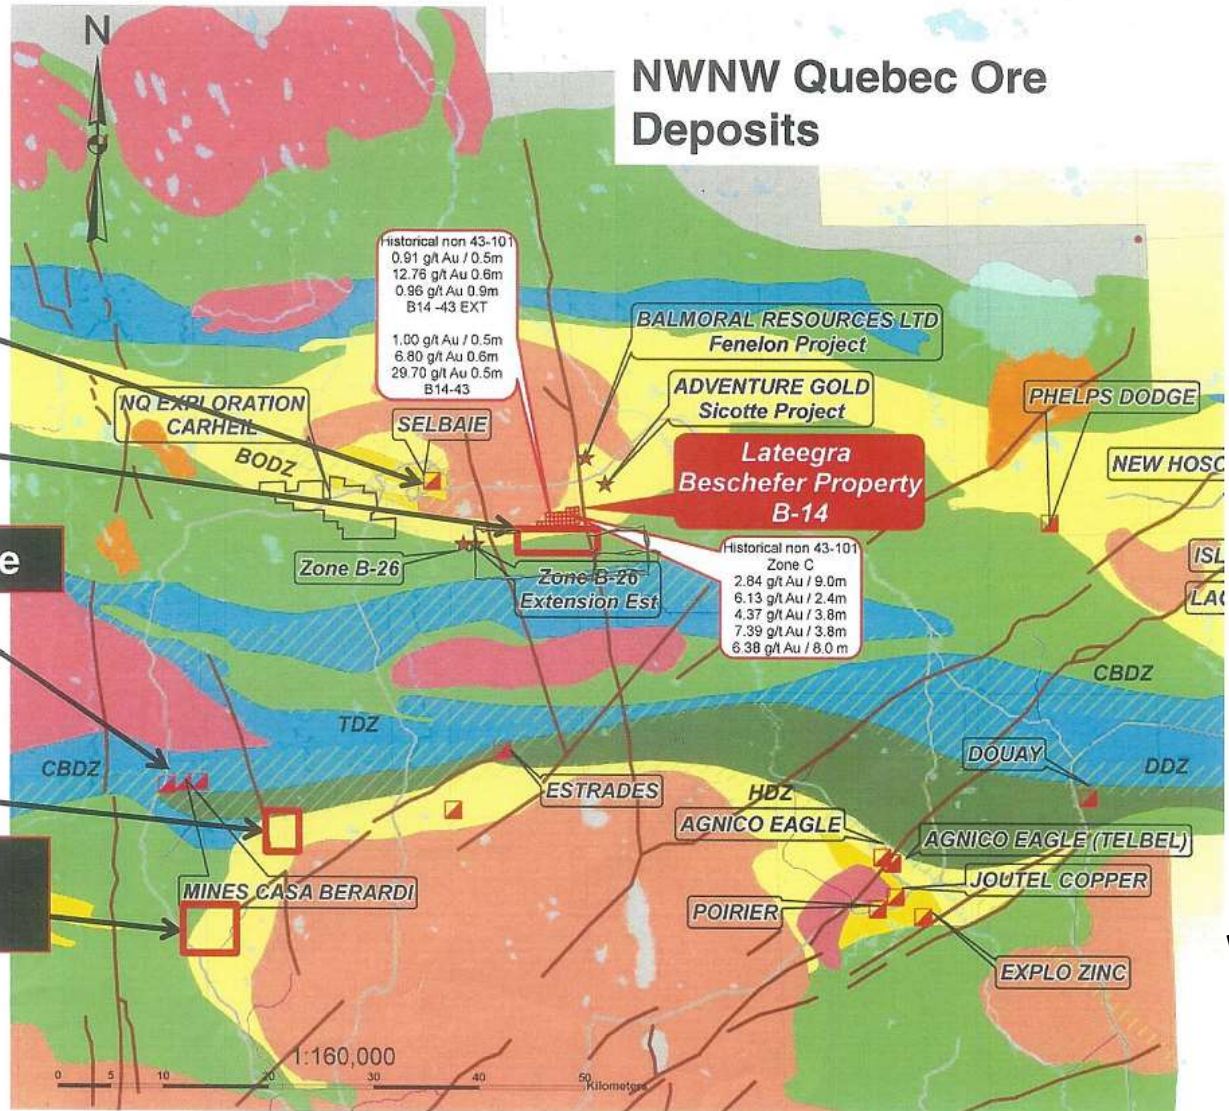 N
NWNW Quebec Ore
Deposits
Historical non 43-101
0.91 g/t Au / 0.5m
12.76 g/t Au 0.6m
0.96 g/t Au 0.9m
B14 -43 EXT
1.00 g/t Au / 0.5m
6.80 g/t Au 0.6m
29.70 g/t Au 0.5m
B14-43
BALMORAL RESOURCES LTD
Fenelon Project
ADVENTURE GOLD
Sicotte Project
PHELPS DODGE
NQ EXPLORATION
CARHEIL
SELBAIE
BODZ
Lateegra
Beschefer Property
B-14
NEW HOSC
e
Zone B-26
Zone B-26
Extension Est
Historical non 43-101
Zone C
2.84 g/t Au / 9.0m
6.13 g/t Au / 2.4m
4.37 g/t Au / 3.8m
7.39 g/t Au / 3.8m
6.38 g/t Au / 8.0 m
ISL
LAC
CBDZ
TDZ
CBDZ
DOUAY
DDZ
ESTRADES
HDZ
AGNICO EAGLE
AGNICO EAGLE (TELBEL)
JOUTEL COPPER
MINES CASA BERARDI
POIRIER
EXPLO ZINC
1:160,000
0 5 10 20 30 40 50
Kilometers